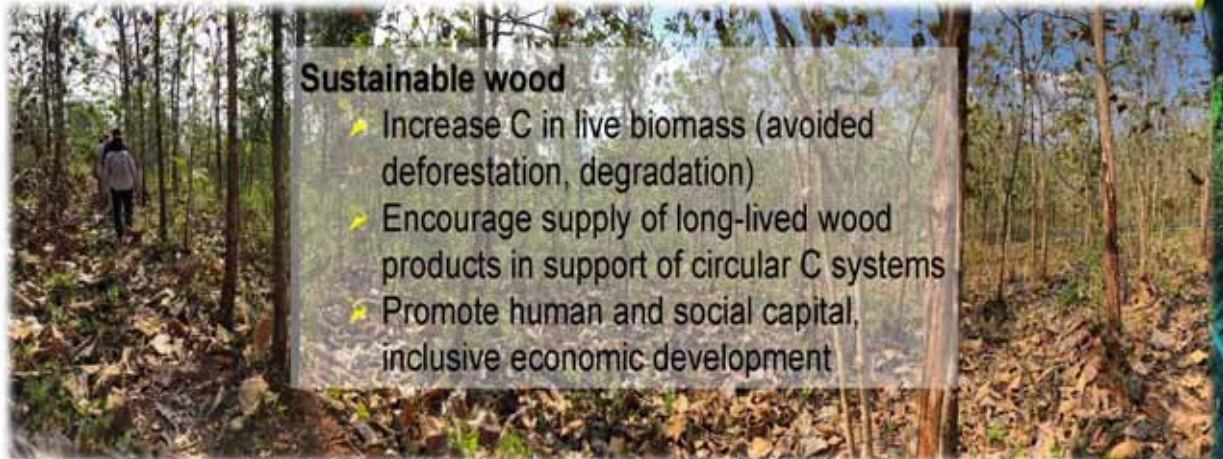 Sustainable wood
Increase C in live biomass (avoided
deforestation, degradation)
Encourage supply of long-lived wood
products in support of circular C systems
Promote human and social capital,
inclusive economic development